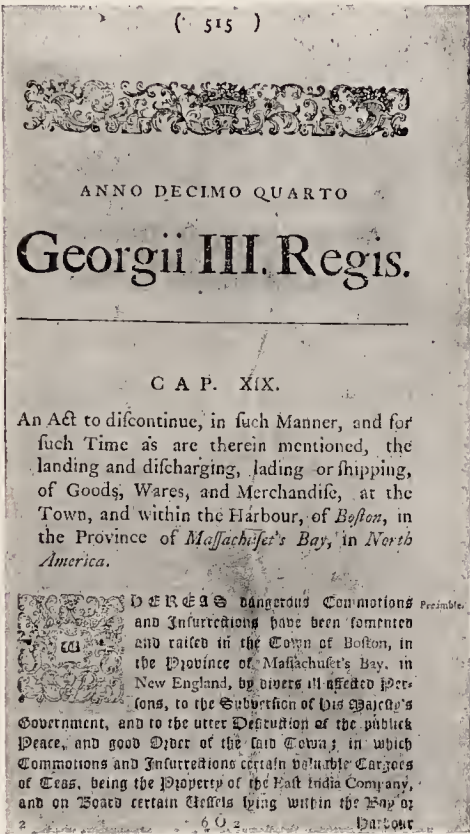 ( 515 )
ANNO DECIMO QUARTO
Georgii III. Regis.
CAP. XIX.
An Act to diſcontinue, in ſuch Manner, and for
ſuch Time as are therein mentioned, the
landing and diſcharging, lading or ſhipping,
of Goods, Wares, and Merchandiſe, at the
Town, and within the Harbour, of Boſton, in
the Province of Maſſachuſet's Bay, in North
America.
WHEREAS dangerous Commotions Preamble.
and Inſurrections have been fomented
and raiſed in the Town of Boſton, in
the Province of Maſſachuſet's Bay, in
New England, by divers ill affected Per-
ſons, to the Subverſion of His Majeſty's
Government, and to the utter Deſtruction of the publick
Peace, and good Order of the ſaid Town; in which
Commotions and Inſurrections certain valuable Cargoes
of Teas, being the Property of the Eaſt India Company,
and on Board certain Veſſels lying within the Bay or
2 6 O 2 Harbour